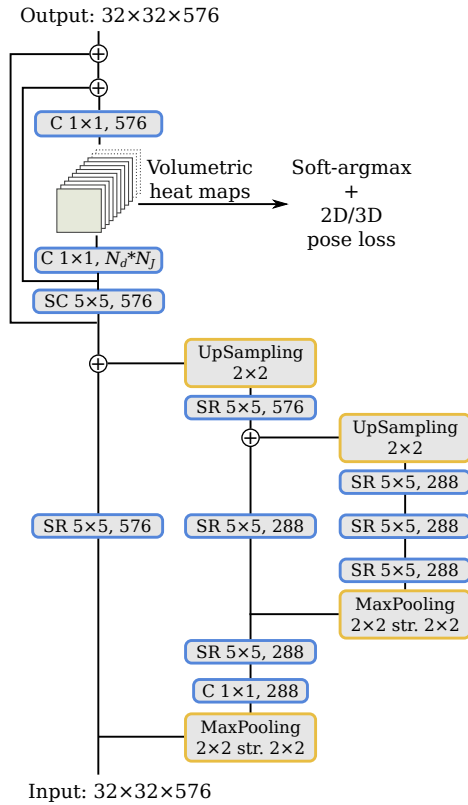 Output: 32×32×576
C 1×1, 576
Volumetric
heat maps
Soft-argmax
+
2D/3D
pose loss
C 1×1, N_d*N_J
SC 5×5, 576
UpSampling
2×2
SR 5×5, 576
UpSampling
2×2
SR 5×5, 288
SR 5×5, 576
SR 5×5, 288
SR 5×5, 288
SR 5×5, 288
MaxPooling
2×2 str. 2×2
SR 5×5, 288
C 1×1, 288
MaxPooling
2×2 str. 2×2
Input: 32×32×576